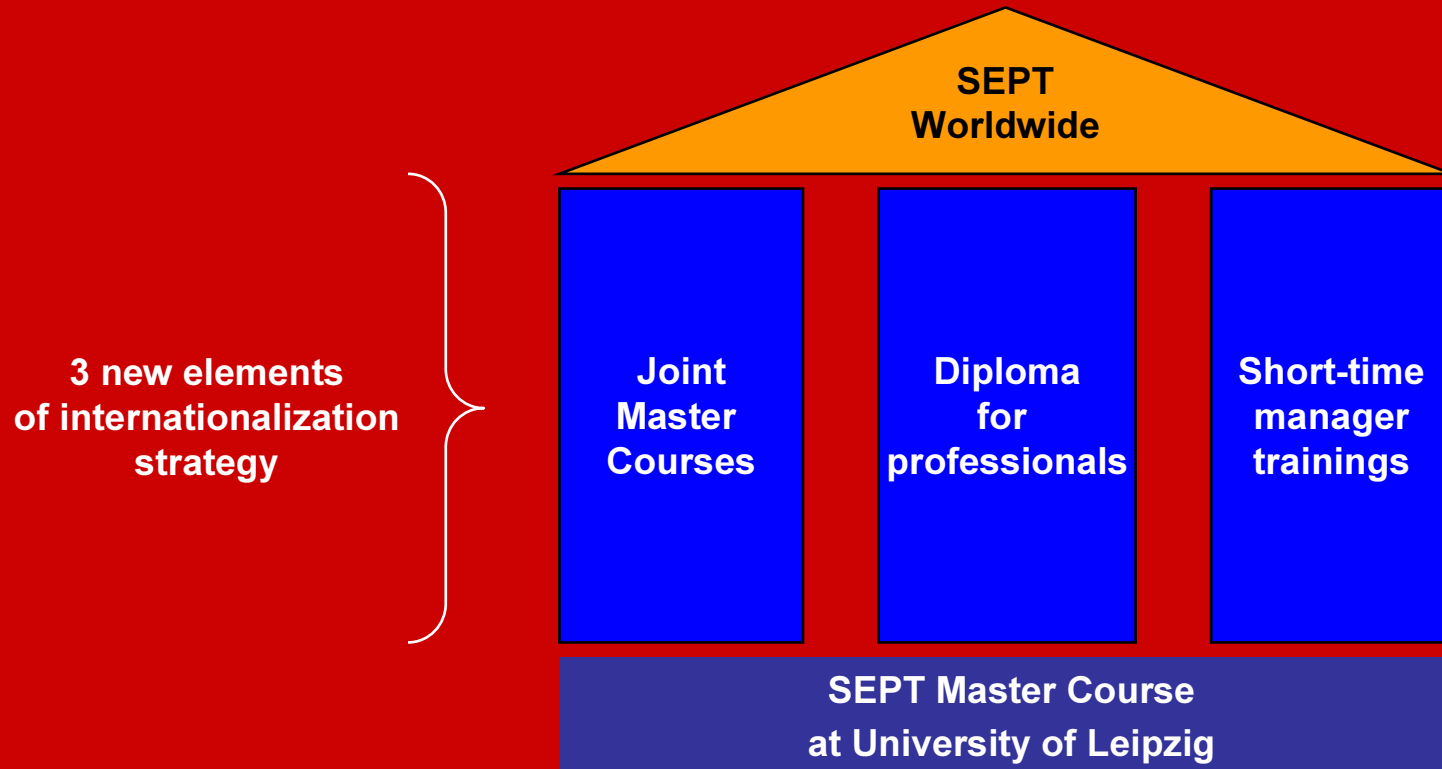 SEPT
Worldwide
3 new elements
of internationalization
strategy
Joint
Master
Courses
Diploma
for
professionals
Short-time
manager
trainings
SEPT Master Course
at University of Leipzig